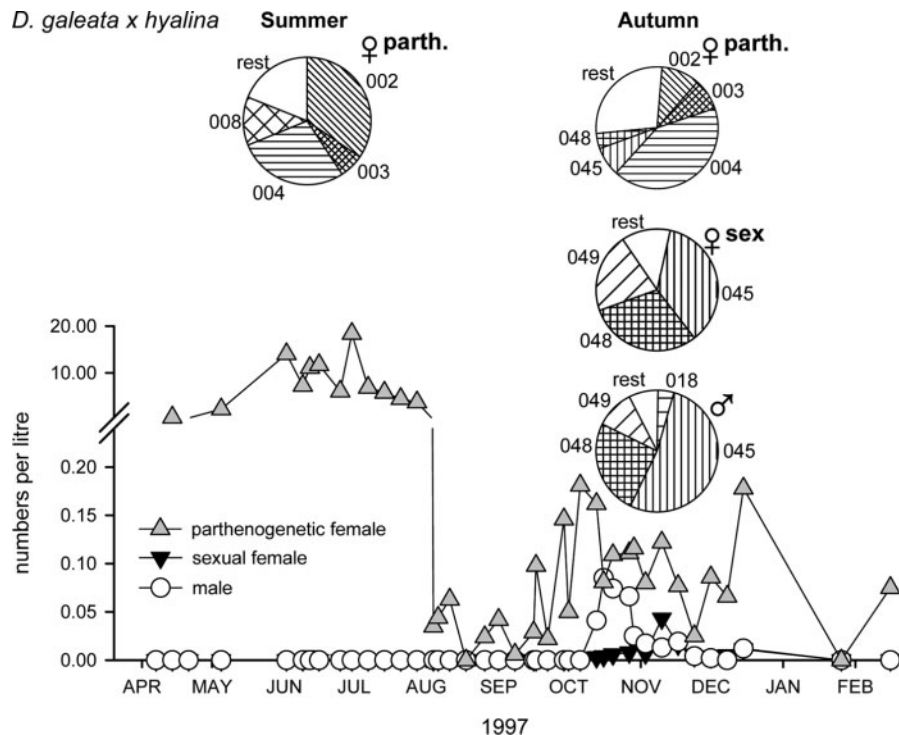 D. galeata x hyalina
Summer
Autumn
♀ parth.
rest
002
008
003
004
♀ parth.
002
rest
003
048
045
004
♀ sex
rest
049
045
048
♂
rest
018
049
048
045
numbers per litre
20.00
10.00
0.20
0.15
0.10
0.05
0.00
parthenogenetic female
sexual female
male
APR MAY JUN JUL AUG SEP OCT NOV DEC JAN FEB
1997